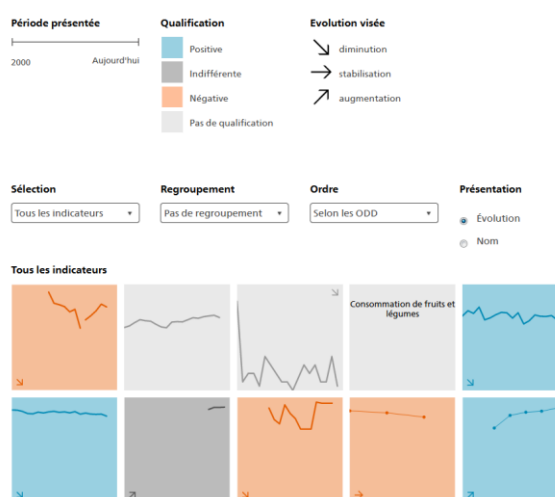 Période présentée
2000
Aujourd'hui
Qualification
Positive
Indifférente
Négative
Pas de qualification
Evolution visée
diminution
stabilisation
augmentation
Sélection
Tous les indicateurs
Regroupement
Pas de regroupement
Ordre
Selon les ODD
Présentation
Évolution
Nom
Tous les indicateurs
Consommation de fruits et
légumes